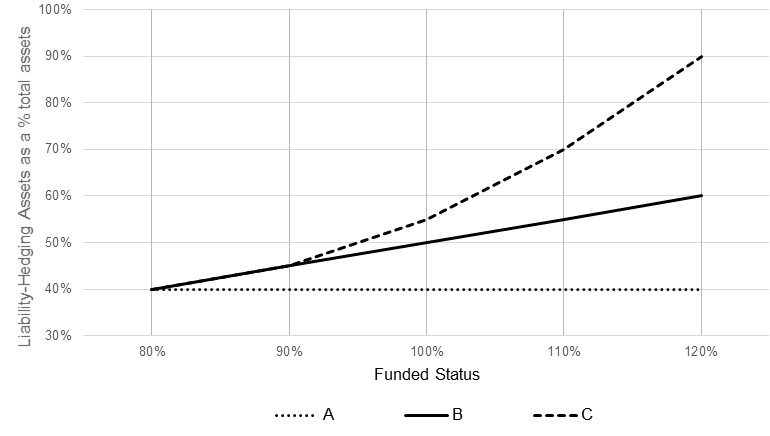 100%
90%
80%
70%
60%
50%
40%
30%
Liability-Hedging Assets as a % total assets
80% 90% 100% 110% 120%
Funded Status
A B C